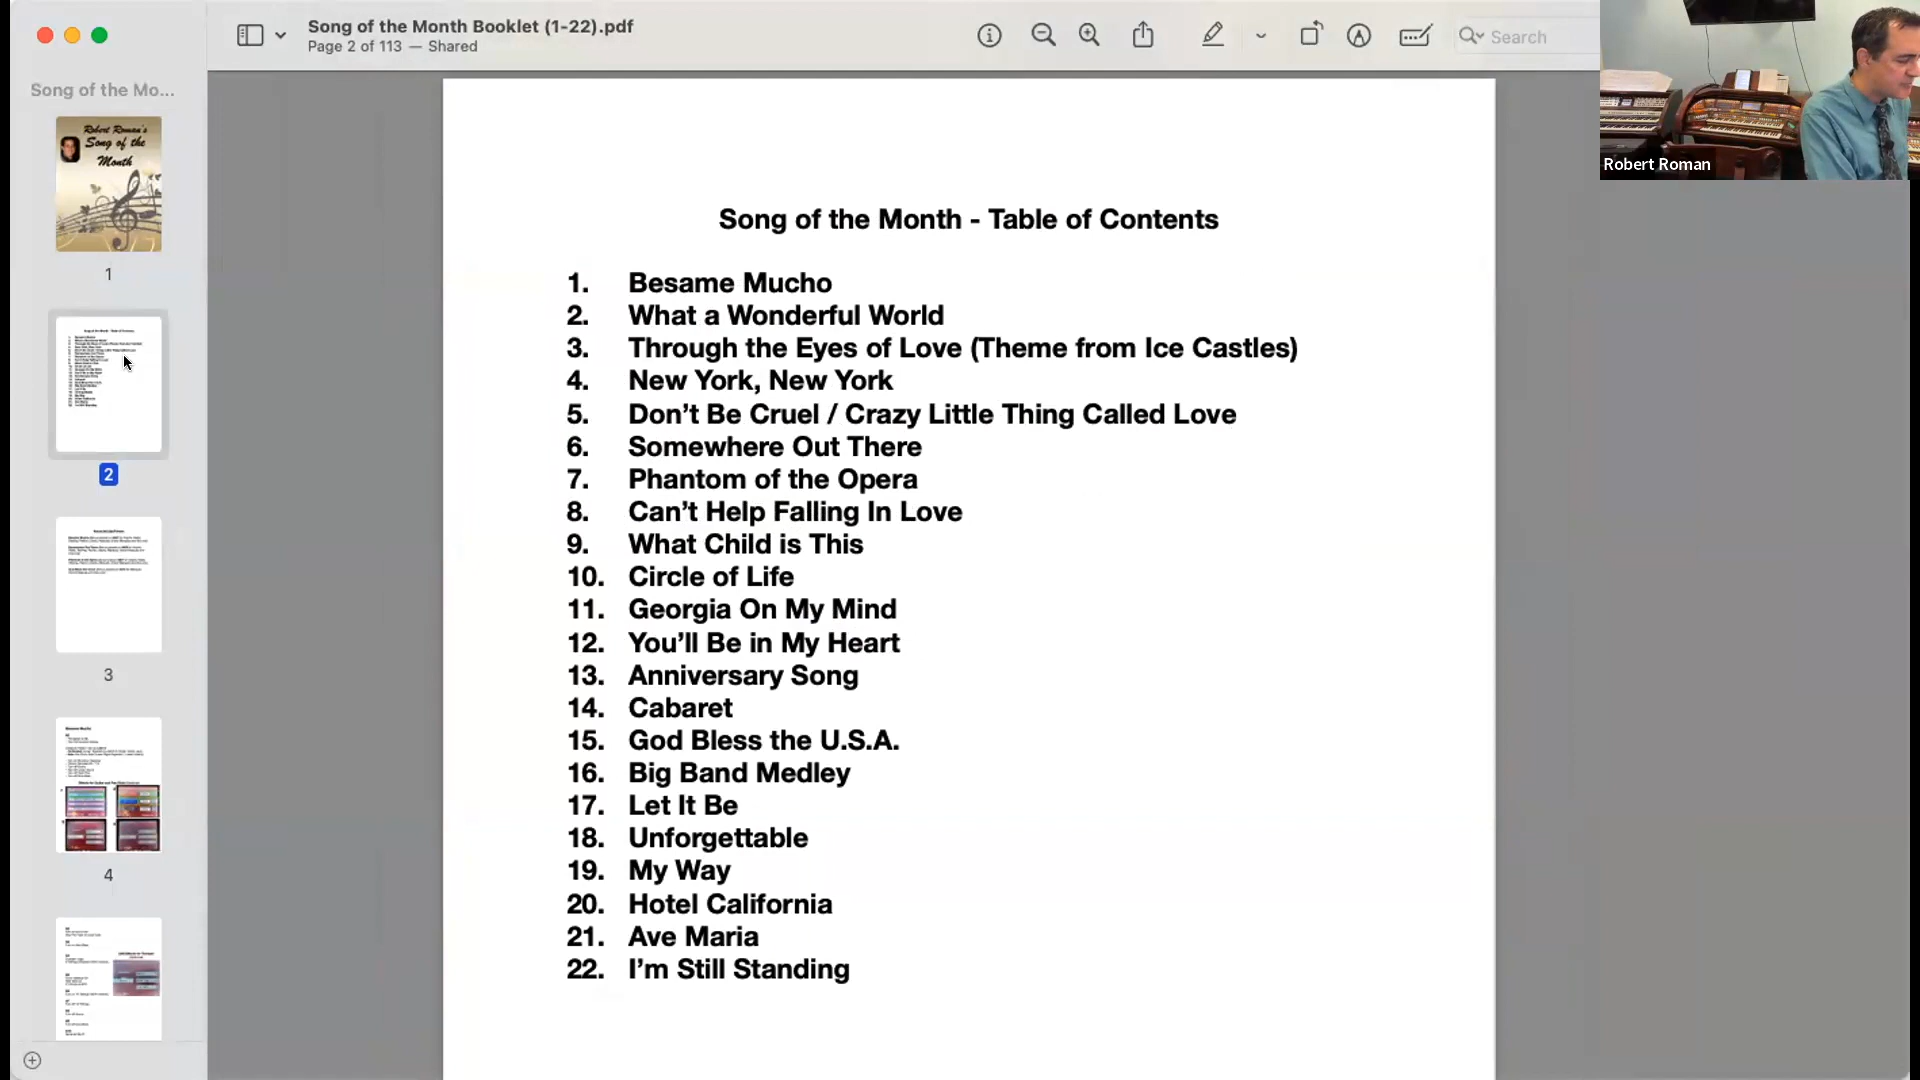 Song of the Month Booklet (1-22).pdf
Page 2 of 113 — Shared
Search
Robert Roman
Song of the Mo...
Robert Roman's
Song of the
Month
1
2
3
4
Song of the Month - Table of Contents
1. Besame Mucho
2. What a Wonderful World
3. Through the Eyes of Love (Theme from Ice Castles)
4. New York, New York
5. Don't Be Cruel / Crazy Little Thing Called Love
6. Somewhere Out There
7. Phantom of the Opera
8. Can't Help Falling In Love
9. What Child is This
10. Circle of Life
11. Georgia On My Mind
12. You'll Be in My Heart
13. Anniversary Song
14. Cabaret
15. God Bless the U.S.A.
16. Big Band Medley
17. Let It Be
18. Unforgettable
19. My Way
20. Hotel California
21. Ave Maria
22. I'm Still Standing